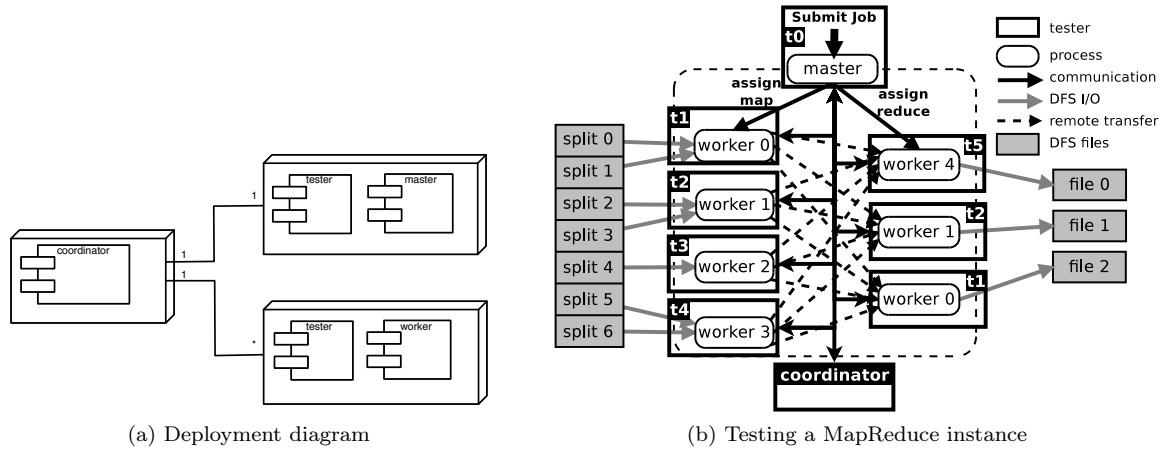 tester
master
1
coordinator
1
1
*
tester
worker
(a) Deployment diagram
Submit Job
t0
master
assign
map
assign
reduce
t1
worker 0
t2
worker 1
t3
worker 2
t4
worker 3
split 0
split 1
split 2
split 3
split 4
split 5
split 6
t5
worker 4
t2
worker 1
t1
worker 0
file 0
file 1
file 2
coordinator
tester
process
communication
DFS I/O
remote transfer
DFS files
(b) Testing a MapReduce instance